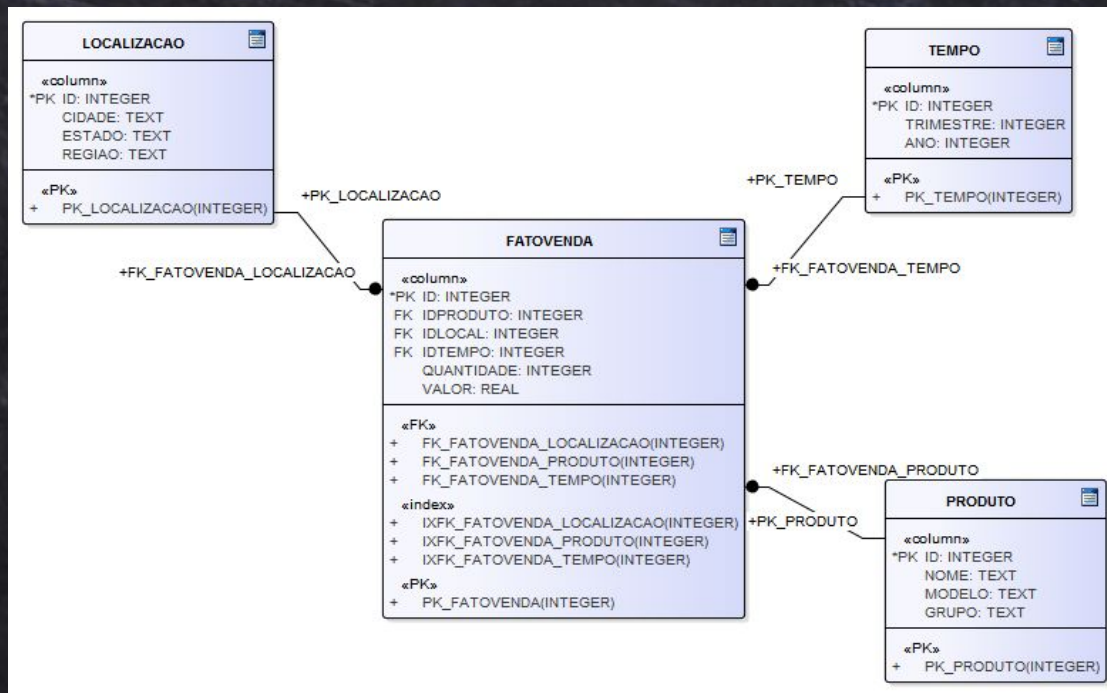 LOCALIZACAO
«column»
*PK ID: INTEGER
CIDADE: TEXT
ESTADO: TEXT
REGIAO: TEXT
«PK»
+ PK_LOCALIZACAO(INTEGER)
TEMPO
«column»
*PK ID: INTEGER
TRIMESTRE: INTEGER
ANO: INTEGER
«PK»
+ PK_TEMPO(INTEGER)
+PK_LOCALIZACAO
+PK_TEMPO
+FK_FATOVENDA_LOCALIZACAO
+FK_FATOVENDA_TEMPO
FATOVENDA
«column»
*PK ID: INTEGER
FK IDPRODUTO: INTEGER
FK IDLOCAL: INTEGER
FK IDTEMPO: INTEGER
QUANTIDADE: INTEGER
VALOR: REAL
«FK»
+ FK_FATOVENDA_LOCALIZACAO(INTEGER)
+ FK_FATOVENDA_PRODUTO(INTEGER)
+ FK_FATOVENDA_TEMPO(INTEGER)
«index»
+ IXFK_FATOVENDA_LOCALIZACAO(INTEGER)
+ IXFK_FATOVENDA_PRODUTO(INTEGER)
+ IXFK_FATOVENDA_TEMPO(INTEGER)
«PK»
+ PK_FATOVENDA(INTEGER)
+FK_FATOVENDA_PRODUTO
+PK_PRODUTO
PRODUTO
«column»
*PK ID: INTEGER
NOME: TEXT
MODELO: TEXT
GRUPO: TEXT
«PK»
+ PK_PRODUTO(INTEGER)